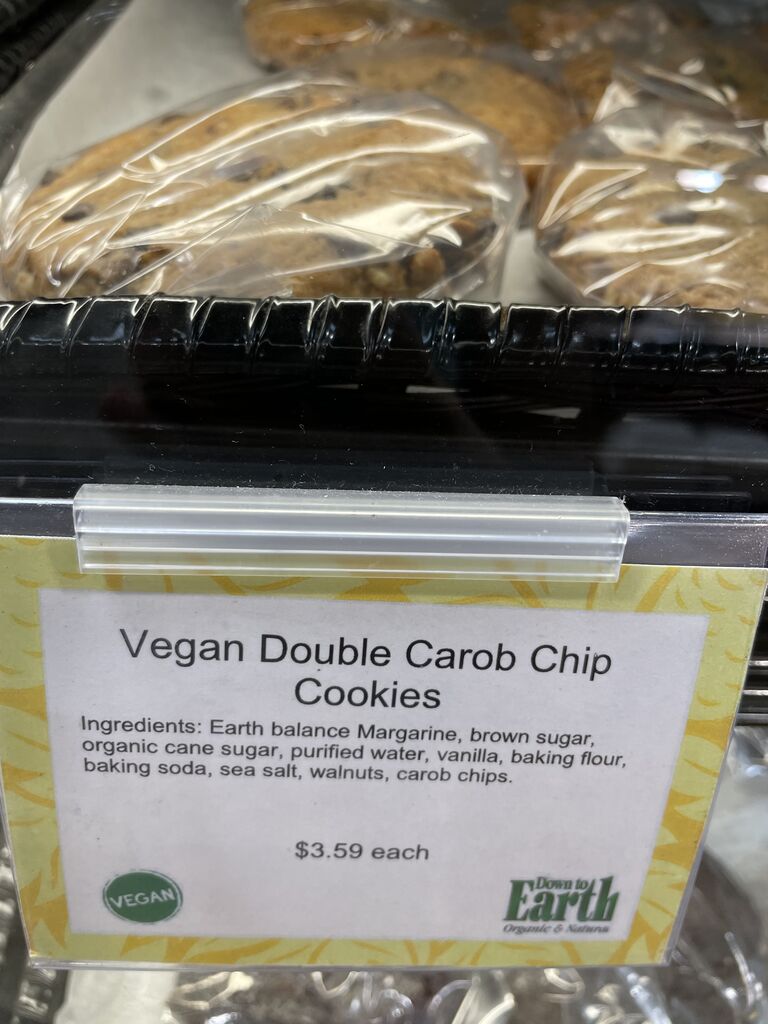 Vegan Double Carob Chip
Cookies
Ingredients: Earth balance Margarine, brown sugar,
organic cane sugar, purified water, vanilla, baking flour,
baking soda, sea salt, walnuts, carob chips.
$3.59 each
VEGAN
Down to
Earth
Organic & Natural